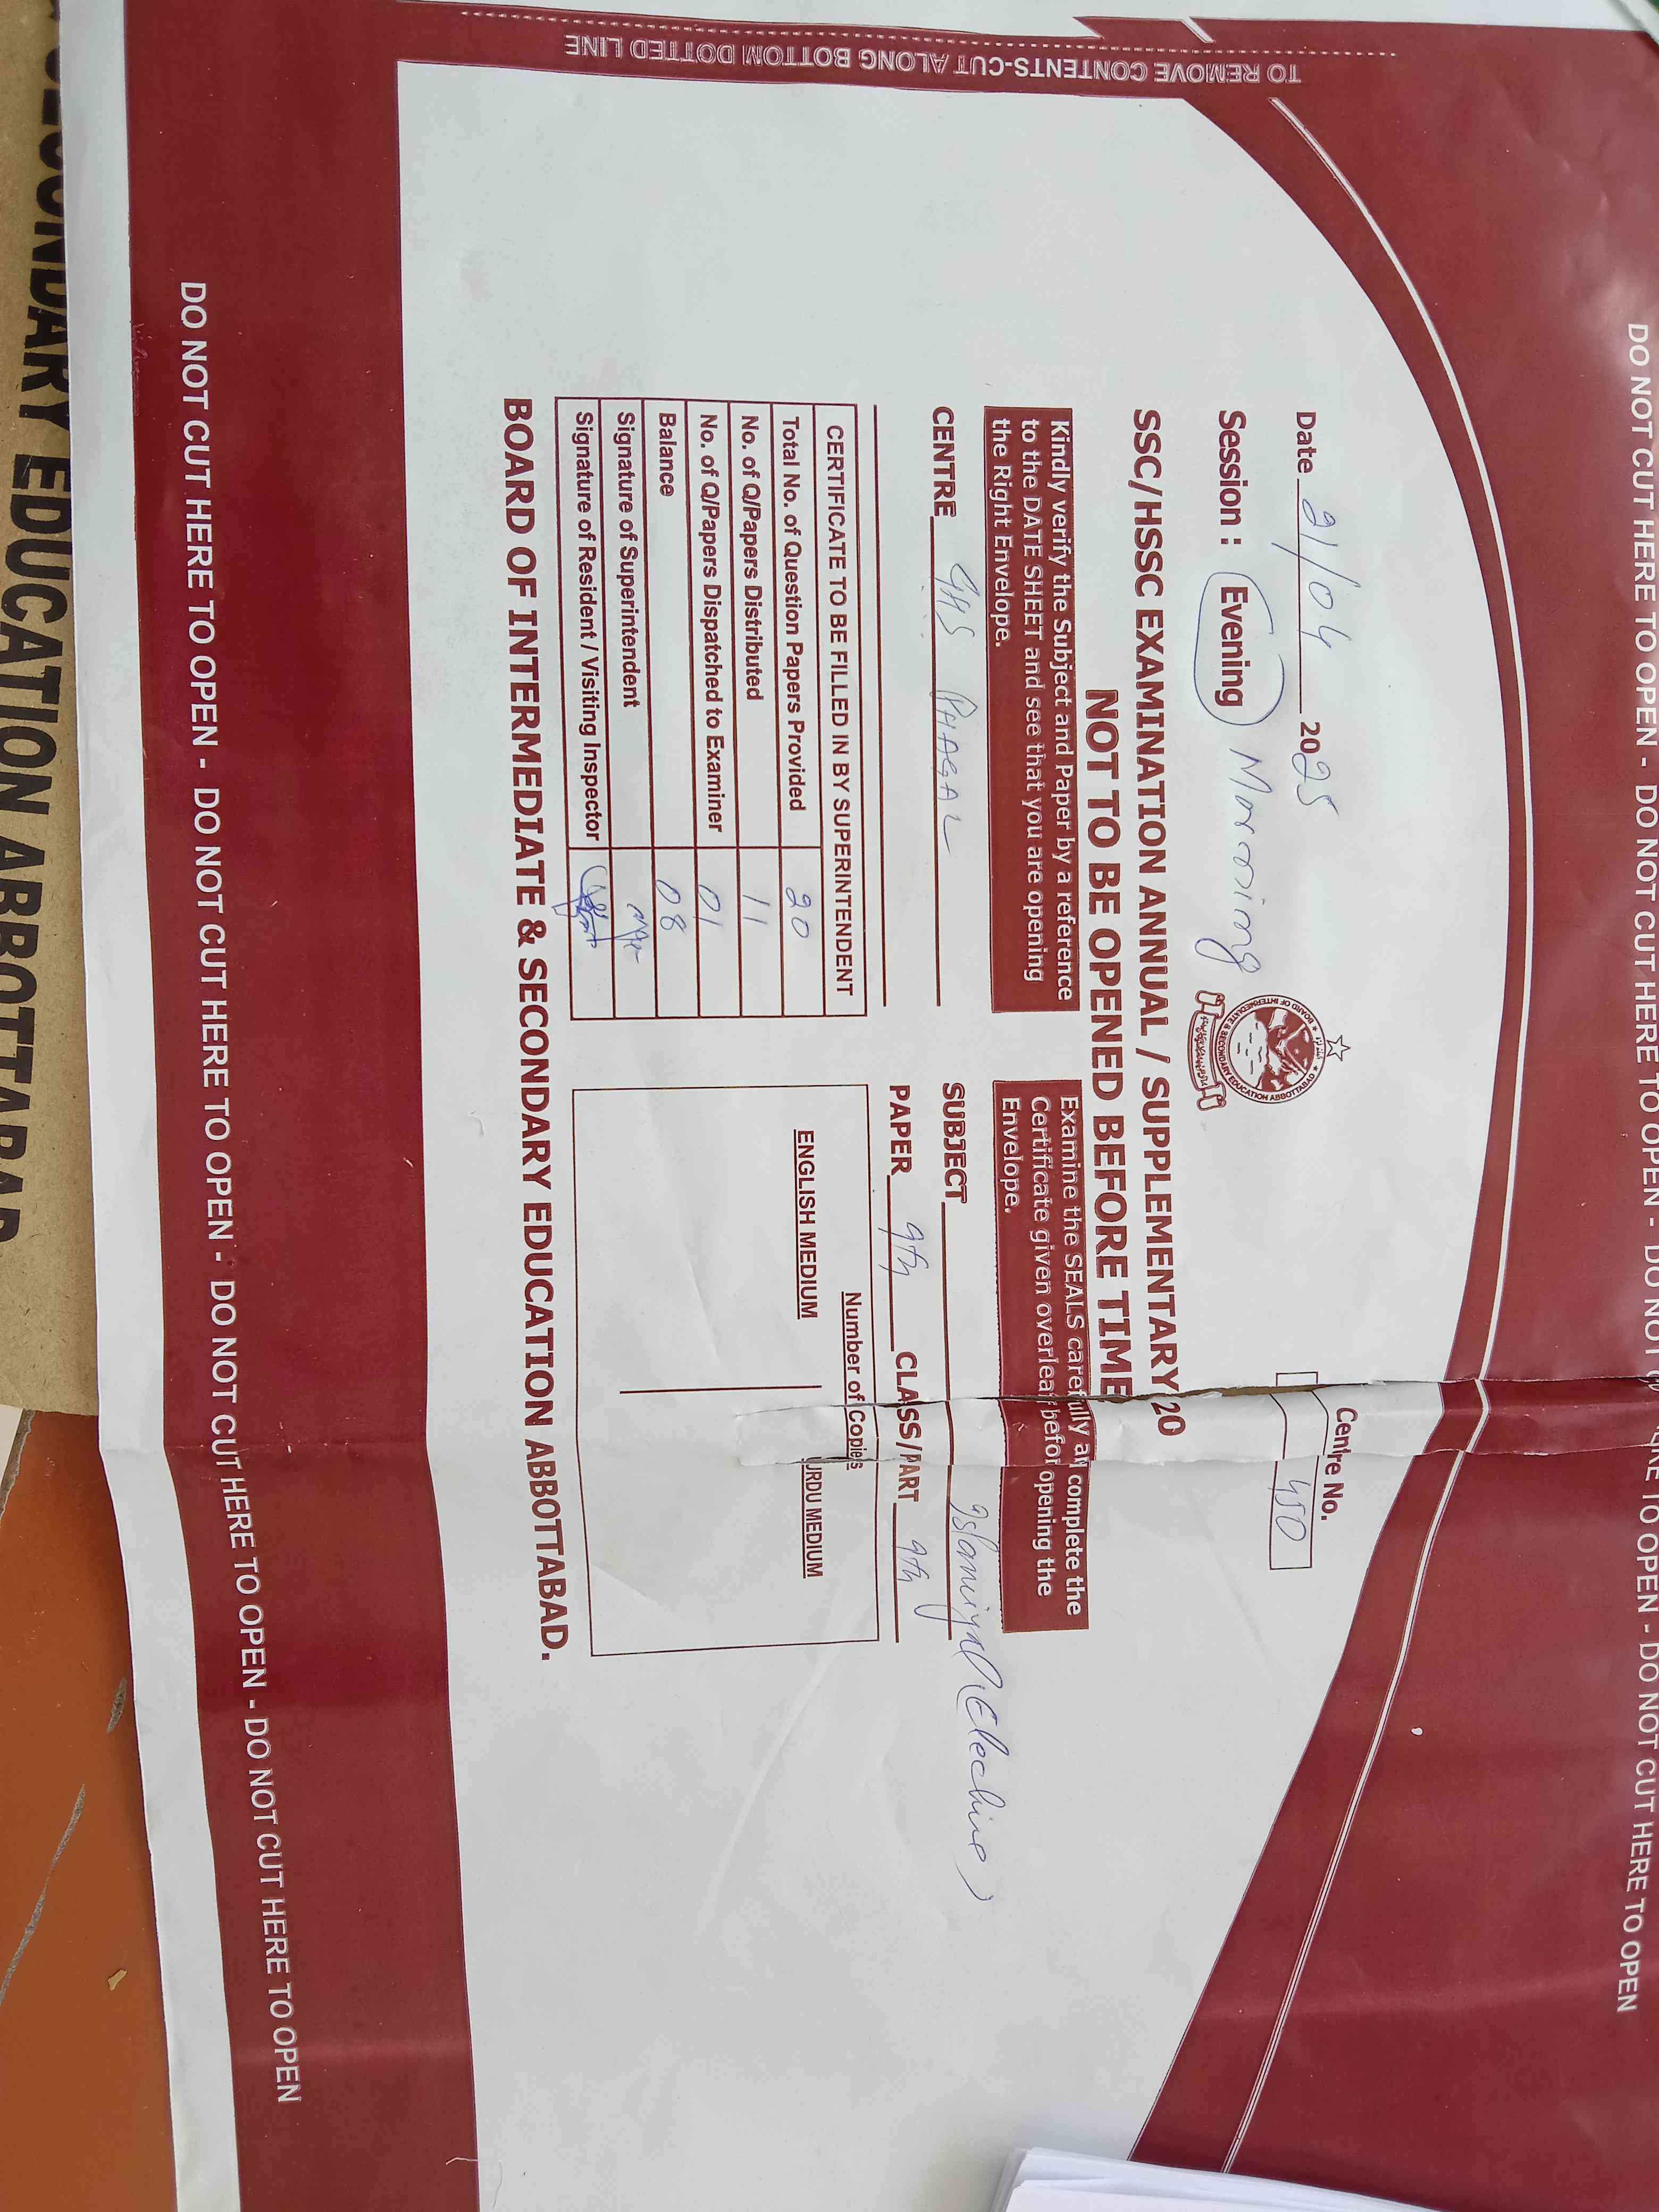 TO REMOVE CONTENTS-CUT ALONG BOTTOM DOTTED LINE
DO NOT CUT HERE TO OPEN - DO NOT CUT HERE TO OPEN - DO NOT CUT HERE TO OPEN - DO NOT CUT HERE TO OPEN
Date 21/04 2025
Centre No.
450
Session : Evening Morning
SSC/HSSC EXAMINATION ANNUAL / SUPPLEMENTARY 20
NOT TO BE OPENED BEFORE TIME
Kindly verify the Subject and Paper by a reference
to the DATE SHEET and see that you are opening
the Right Envelope.
Examine the SEALS carefully an complete the
Certificate given overleaf befor opening the
Envelope.
CENTRE GHS PHAGAL
SUBJECT Islamiyat (Elective)
PAPER 9th CLASS/PART 9th
CERTIFICATE TO BE FILLED IN BY SUPERINTENDENT
Total No. of Question Papers Provided 20
No. of Q/Papers Distributed 11
No. of Q/Papers Dispatched to Examiner 01
Balance 08
Signature of Superintendent
Signature of Resident / Visiting Inspector
Number of Copies
ENGLISH MEDIUM URDU MEDIUM
BOARD OF INTERMEDIATE & SECONDARY EDUCATION ABBOTTABAD.
DO NOT CUT HERE TO OPEN - DO NOT CUT HERE TO OPEN - DO NOT CUT HERE TO OPEN - DO NOT CUT HERE TO OPEN - DO NOT CUT HERE TO OPEN
SECONDARY EDUCATION ABBOTTABAD